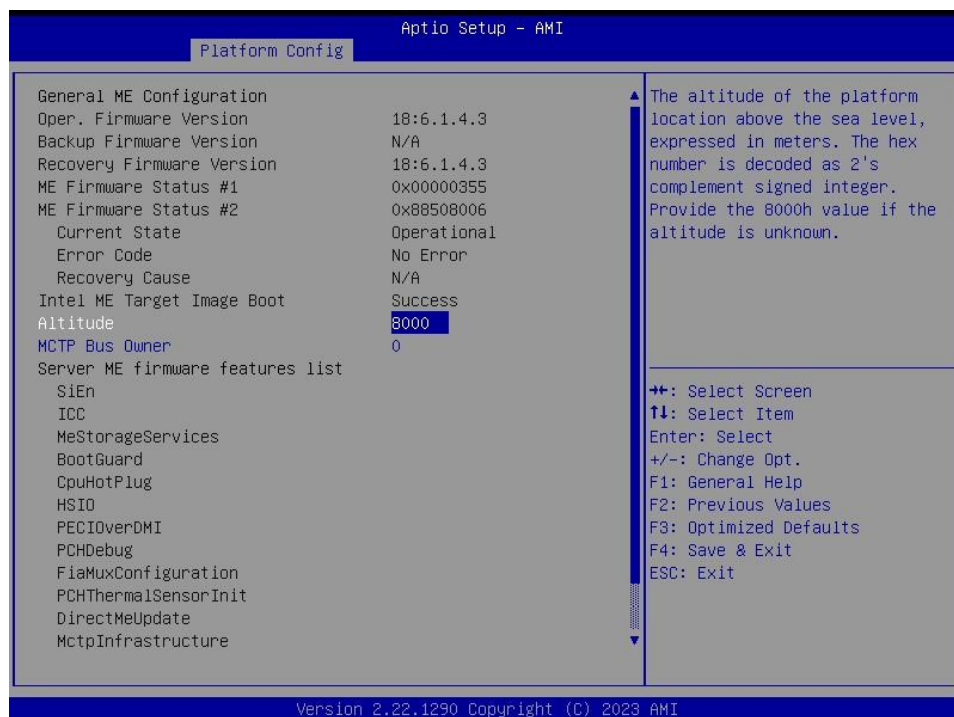 Aptio Setup – AMI
Platform Config
General ME Configuration
Oper. Firmware Version 18:6.1.4.3
Backup Firmware Version N/A
Recovery Firmware Version 18:6.1.4.3
ME Firmware Status #1 0x00000355
ME Firmware Status #2 0x88508006
Current State Operational
Error Code No Error
Recovery Cause N/A
Intel ME Target Image Boot Success
Altitude 8000
MCTP Bus Owner 0
Server ME firmware features list
SiEn
ICC
MeStorageServices
BootGuard
CpuHotPlug
HSIO
PECIOverDMI
PCHDebug
FiaMuxConfiguration
PCHThermalSensorInit
DirectMeUpdate
MctpInfrastructure
The altitude of the platform
location above the sea level,
expressed in meters. The hex
number is decoded as 2's
complement signed integer.
Provide the 8000h value if the
altitude is unknown.
→←: Select Screen
↑↓: Select Item
Enter: Select
+/-: Change Opt.
F1: General Help
F2: Previous Values
F3: Optimized Defaults
F4: Save & Exit
ESC: Exit
Version 2.22.1290 Copyright (C) 2023 AMI